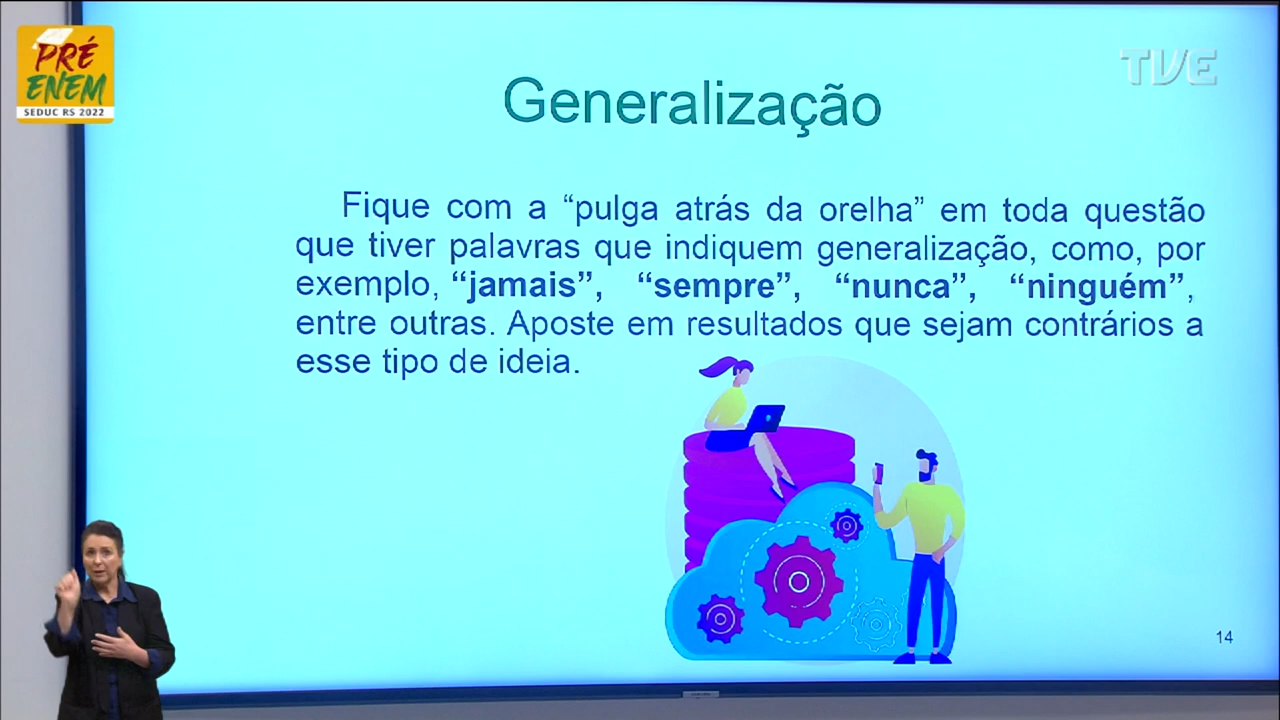 PRÉ
ENEM
SEDUC RS 2022
TVE
Generalização
Fique com a “pulga atrás da orelha” em toda questão
que tiver palavras que indiquem generalização, como, por
exemplo, “jamais”, “sempre”, “nunca”, “ninguém”,
entre outras. Aposte em resultados que sejam contrários a
esse tipo de ideia.
14